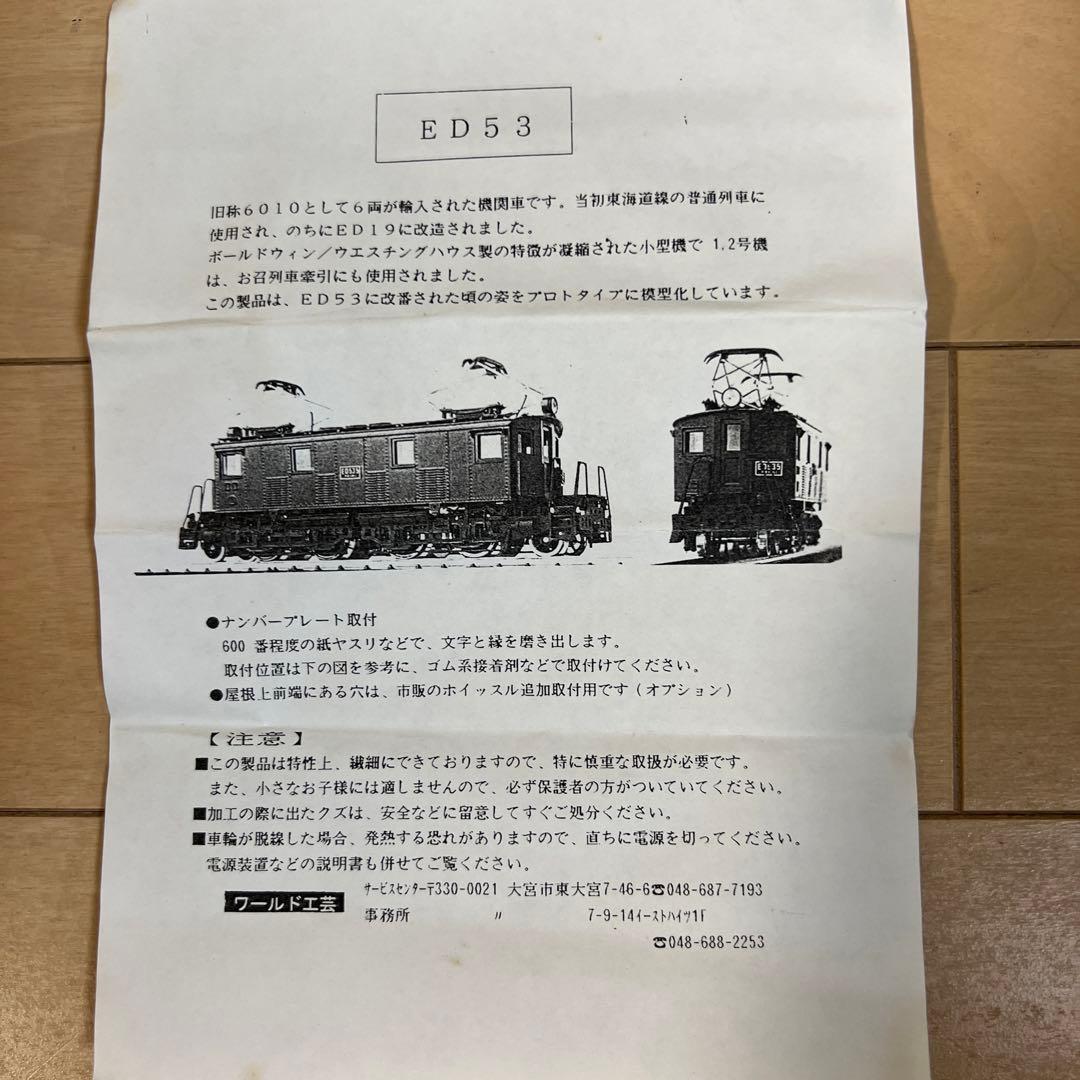 ED53
旧称6010として6両が輸入された機関車です。当初東海道線の普通列車に
使用され、のちにED19に改造されました。
ボールドウィン/ウエスチングハウス製の特徴が凝縮された小型機で 1,2号機
は、お召列車牽引にも使用されました。
この製品は、ED53に改番された頃の姿をプロトタイプに模型化しています。
●ナンバープレート取付
600 番程度の紙ヤスリなどで、文字と縁を磨き出します。
取付位置は下の図を参考に、ゴム系接着剤などで取付けてください。
●屋根上前端にある穴は、市販のホイッスル追加取付用です(オプション)
【注意】
■この製品は特性上、繊細にできておりますので、特に慎重な取扱が必要です。
また、小さなお子様には適しませんので、必ず保護者の方がついていてください。
■加工の際に出たクズは、安全などに留意してすぐご処分ください。
■車輪が脱線した場合、発熱する恐れがありますので、直ちに電源を切ってください。
電源装置などの説明書も併せてご覧ください。
ワールド工芸
サービスセンター〒330-0021 大宮市東大宮7-46-6☎048-687-7193
事務所 〃 7-9-14イーストハイツ1F
☎048-688-2253